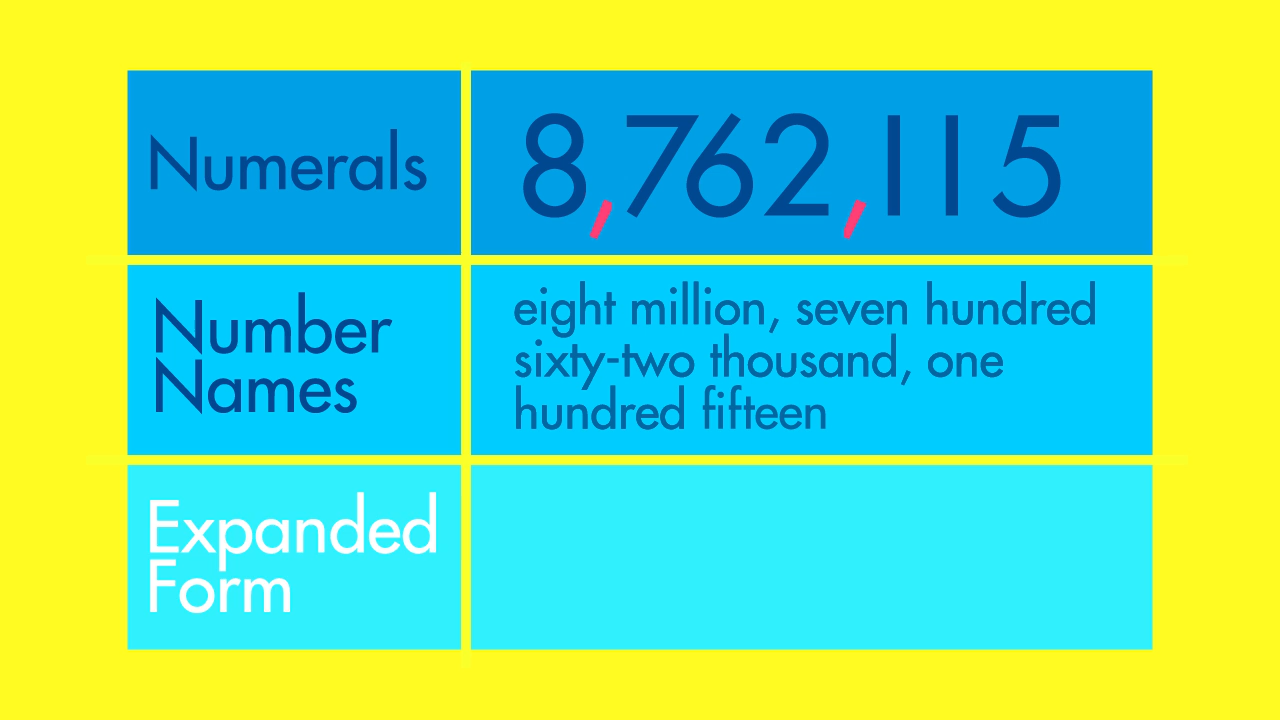 Numerals
8,762,115
Number
Names
eight million, seven hundred
sixty-two thousand, one
hundred fifteen
Expanded
Form